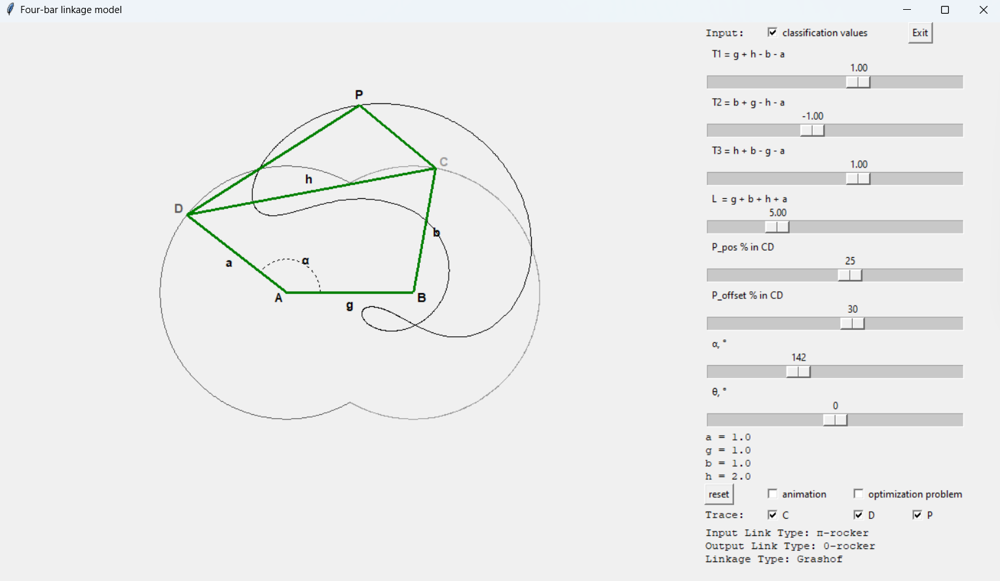 Four-bar linkage model
Input: classification values Exit
T1 = g + h - b - a
1.00
T2 = b + g - h - a
-1.00
T3 = h + b - g - a
1.00
L = g + b + h + a
5.00
P_pos % in CD
25
P_offset % in CD
30
α, °
142
θ, °
0
a = 1.0
g = 1.0
b = 1.0
h = 2.0
reset animation optimization problem
Trace: C D P
Input Link Type: π-rocker
Output Link Type: 0-rocker
Linkage Type: Grashof
P
C
h
D
b
a
α
A
B
g